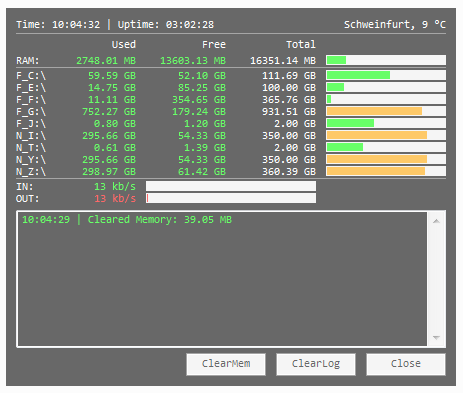 Time: 10:04:32 | Uptime: 03:02:28 Schweinfurt, 9 °C
Used Free Total
RAM: 2748.01 MB 13603.13 MB 16351.14 MB
F_C:\ 59.59 GB 52.10 GB 111.69 GB
F_E:\ 14.75 GB 85.25 GB 100.00 GB
F_F:\ 11.11 GB 354.65 GB 365.76 GB
F_G:\ 752.27 GB 179.24 GB 931.51 GB
F_J:\ 0.80 GB 1.20 GB 2.00 GB
N_I:\ 295.66 GB 54.33 GB 350.00 GB
N_T:\ 0.61 GB 1.39 GB 2.00 GB
N_Y:\ 295.66 GB 54.33 GB 350.00 GB
N_Z:\ 298.97 GB 61.42 GB 360.39 GB
IN: 13 kb/s
OUT: 13 kb/s
10:04:29 | Cleared Memory: 39.05 MB
ClearMem ClearLog Close